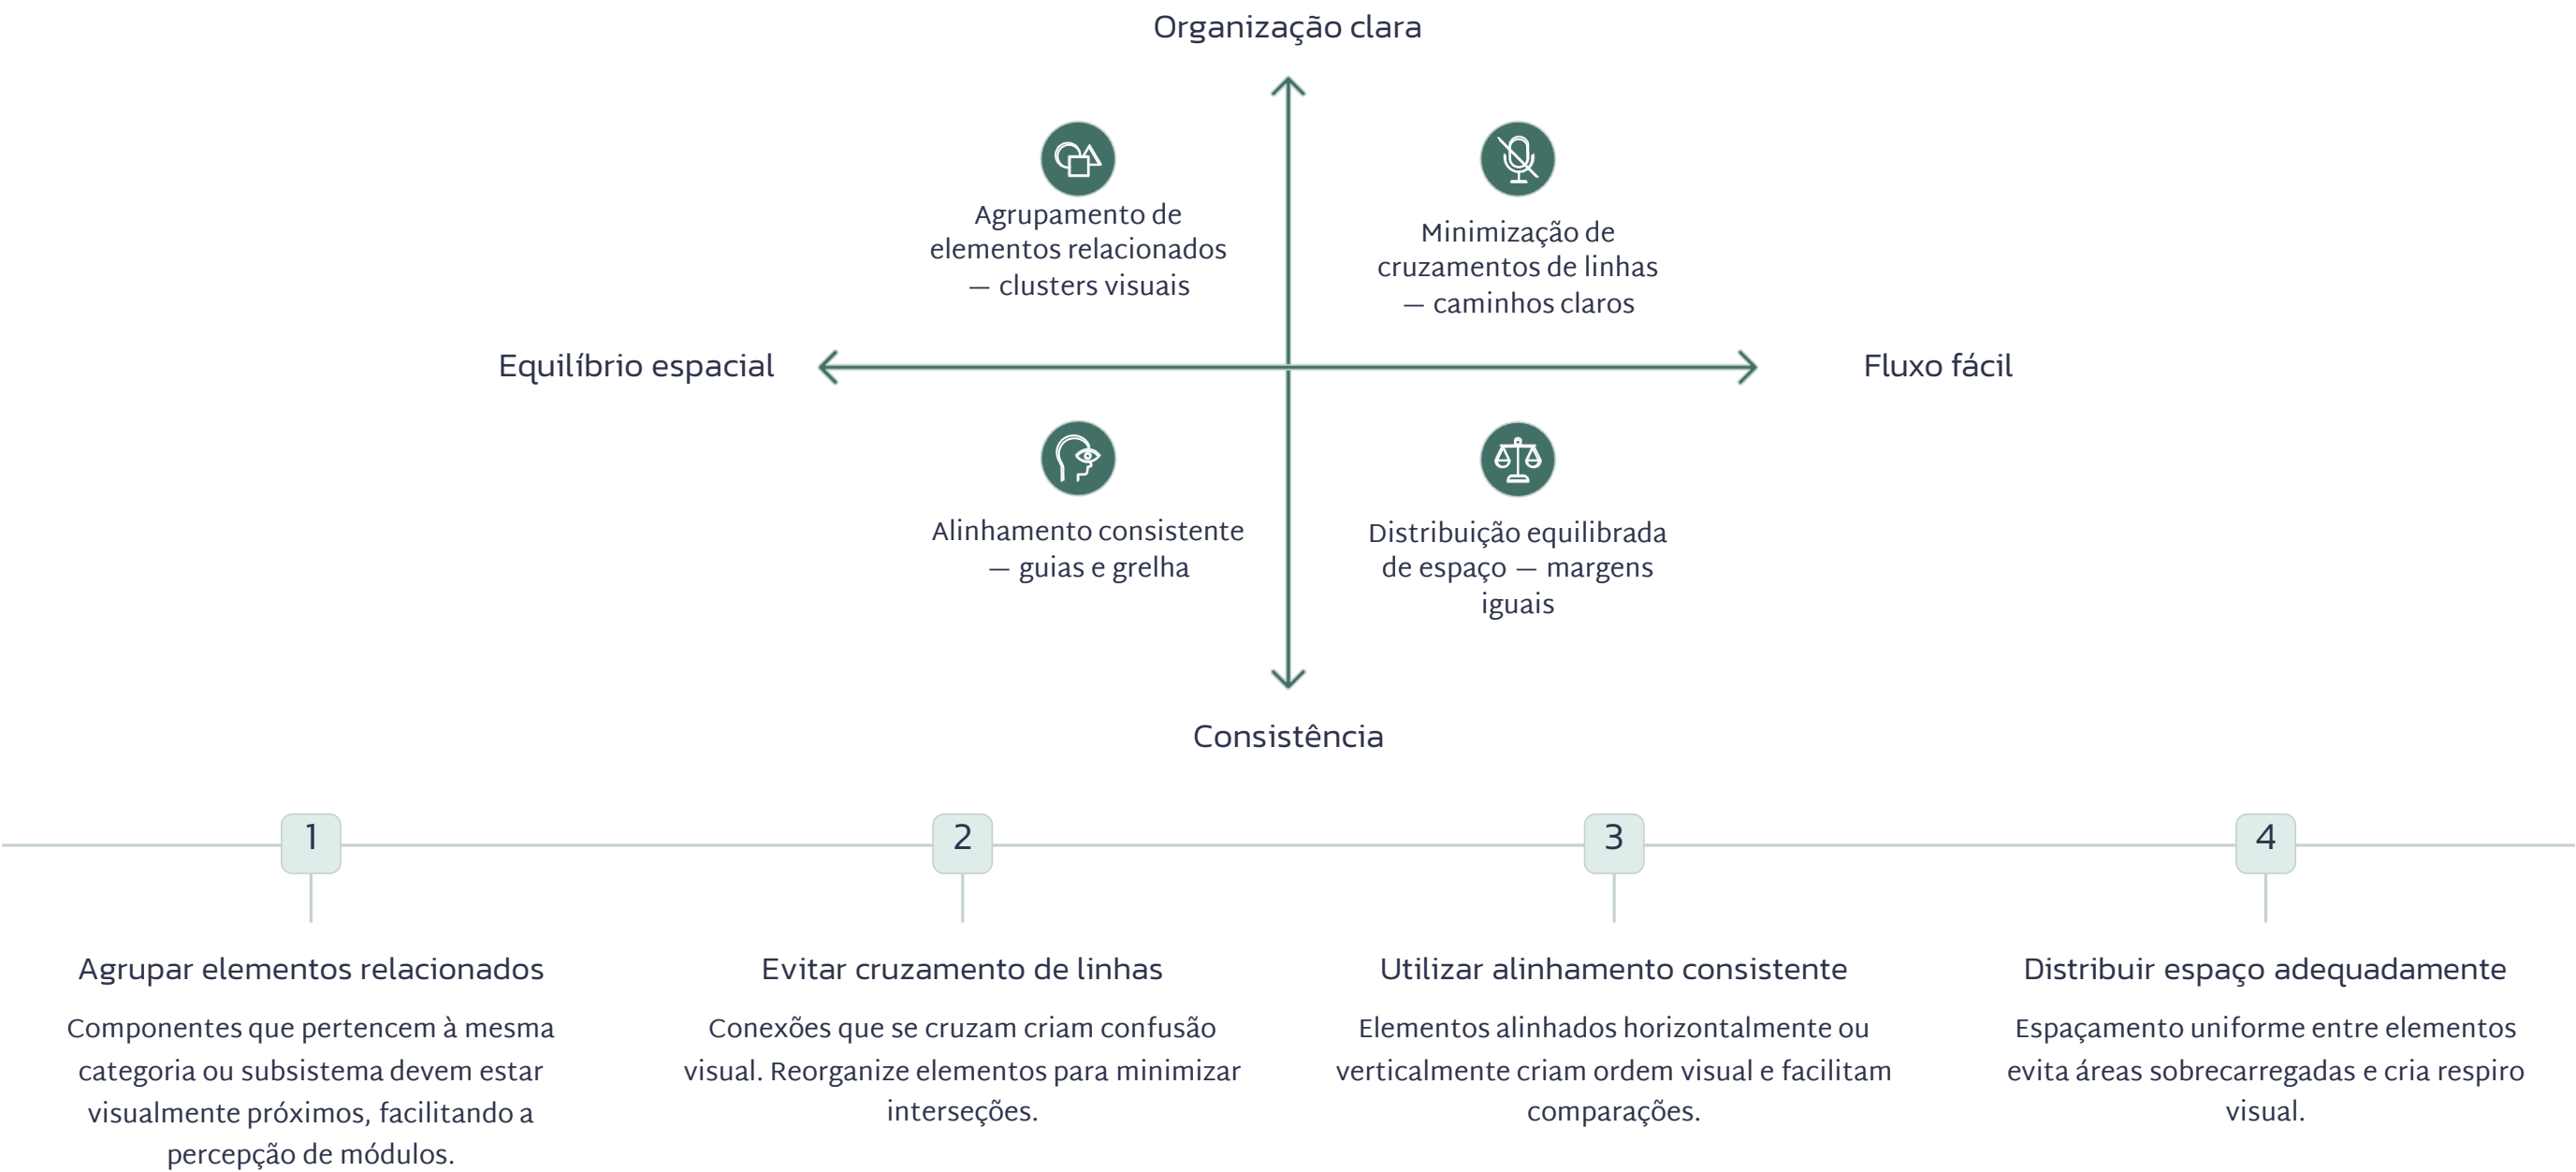 Organização clara
Agrupamento de
elementos relacionados
— clusters visuais
Minimização de
cruzamentos de linhas
— caminhos claros
Equilíbrio espacial
Fluxo fácil
Alinhamento consistente
— guias e grelha
Distribuição equilibrada
de espaço — margens
iguais
Consistência
1
Agrupar elementos relacionados
Componentes que pertencem à mesma
categoria ou subsistema devem estar
visualmente próximos, facilitando a
percepção de módulos.
2
Evitar cruzamento de linhas
Conexões que se cruzam criam confusão
visual. Reorganize elementos para minimizar
interseções.
3
Utilizar alinhamento consistente
Elementos alinhados horizontalmente ou
verticalmente criam ordem visual e facilitam
comparações.
4
Distribuir espaço adequadamente
Espaçamento uniforme entre elementos
evita áreas sobrecarregadas e cria respiro
visual.